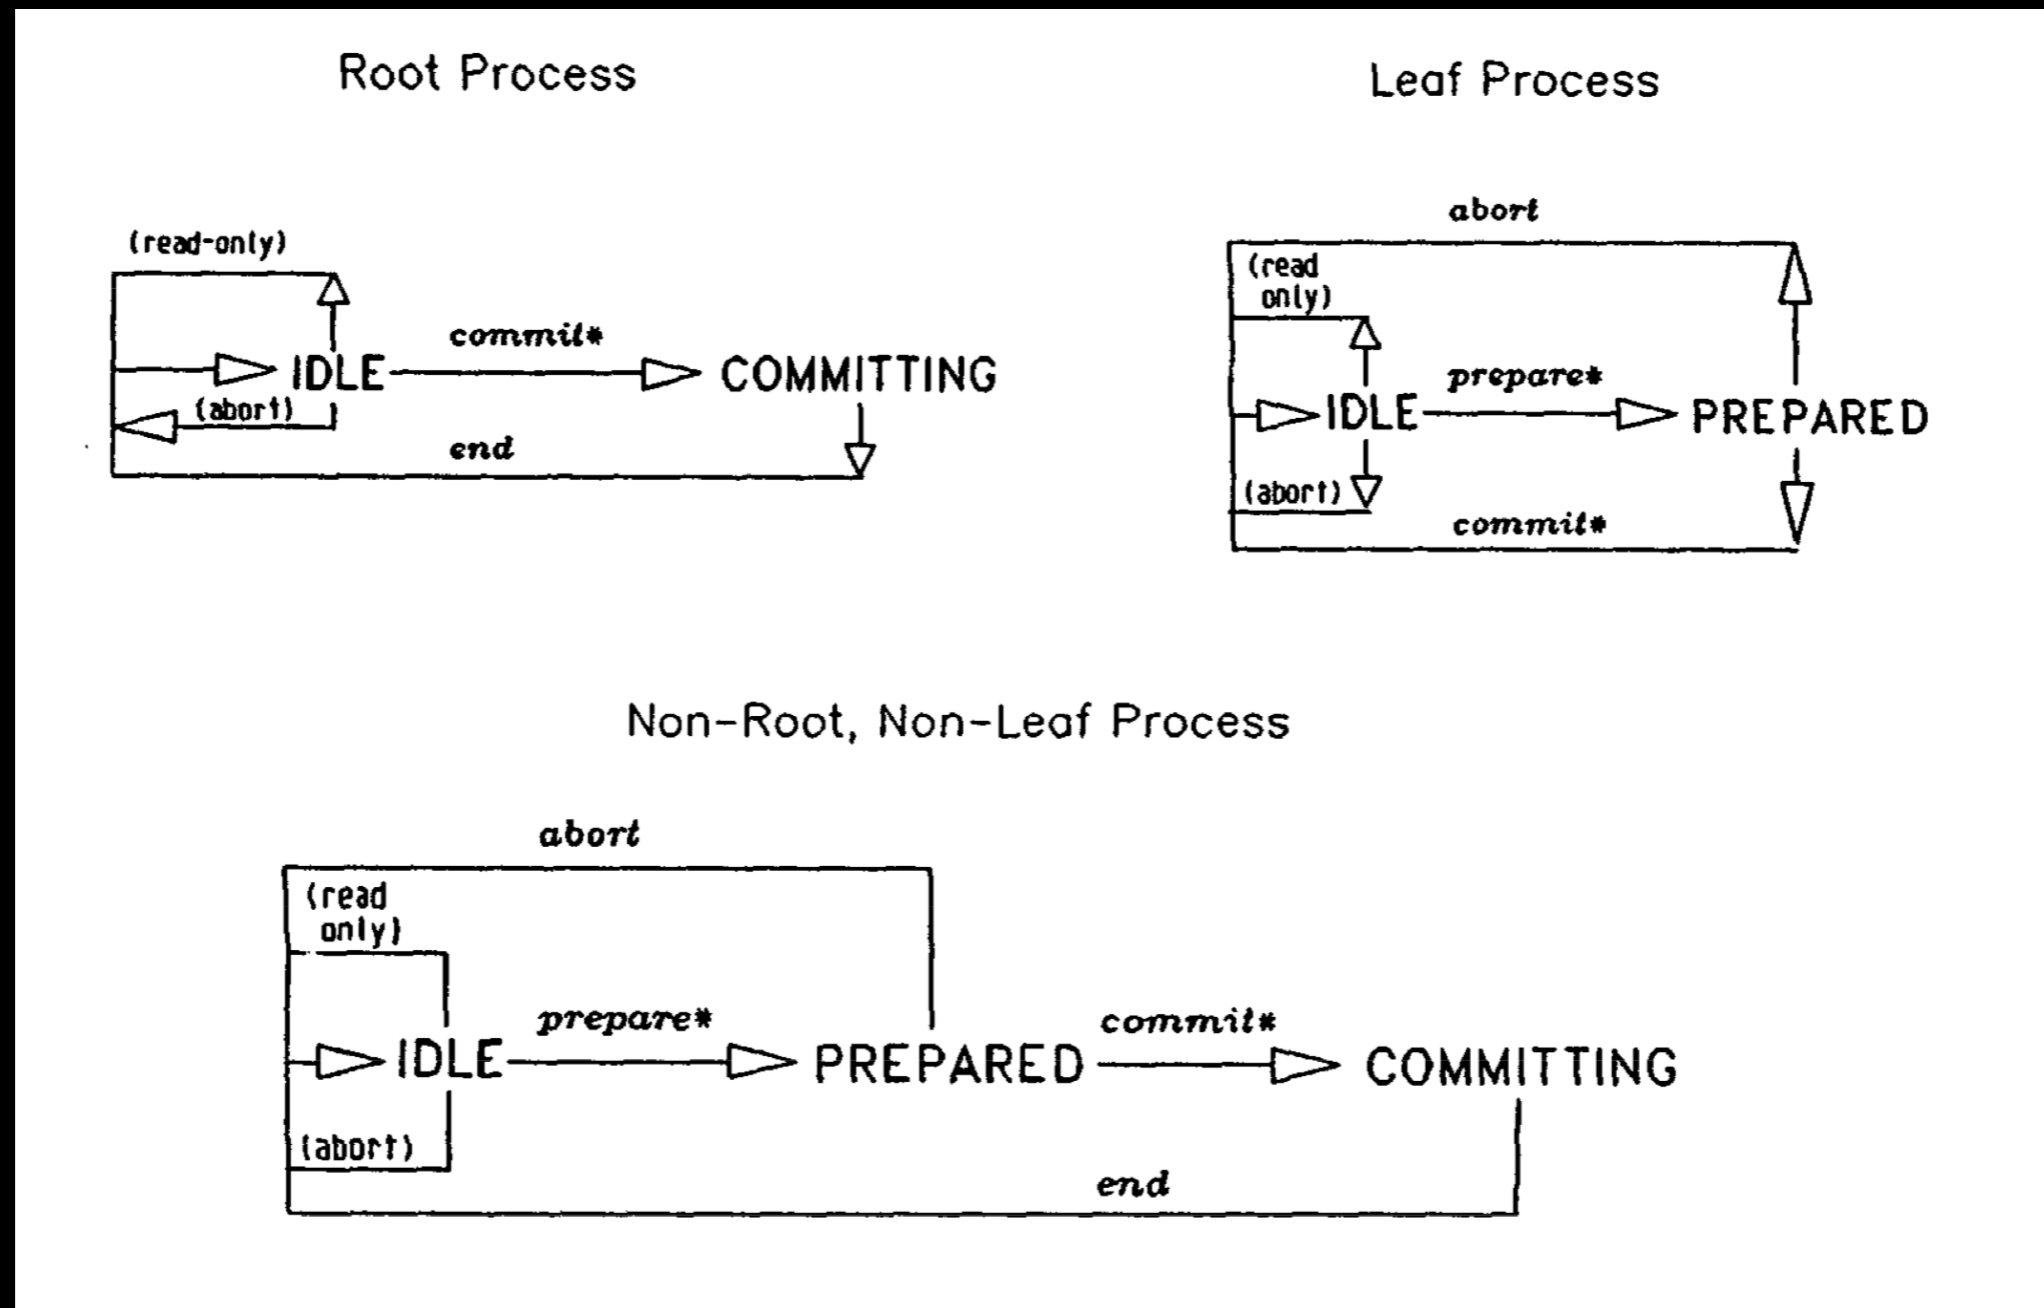 Root Process
(read-only)
commit*
IDLE
COMMITTING
(abort)
end
Leaf Process
abort
(read
only)
prepare*
IDLE
PREPARED
(abort)
commit*
Non-Root, Non-Leaf Process
abort
(read
only)
prepare*
commit*
IDLE
PREPARED
COMMITTING
(abort)
end